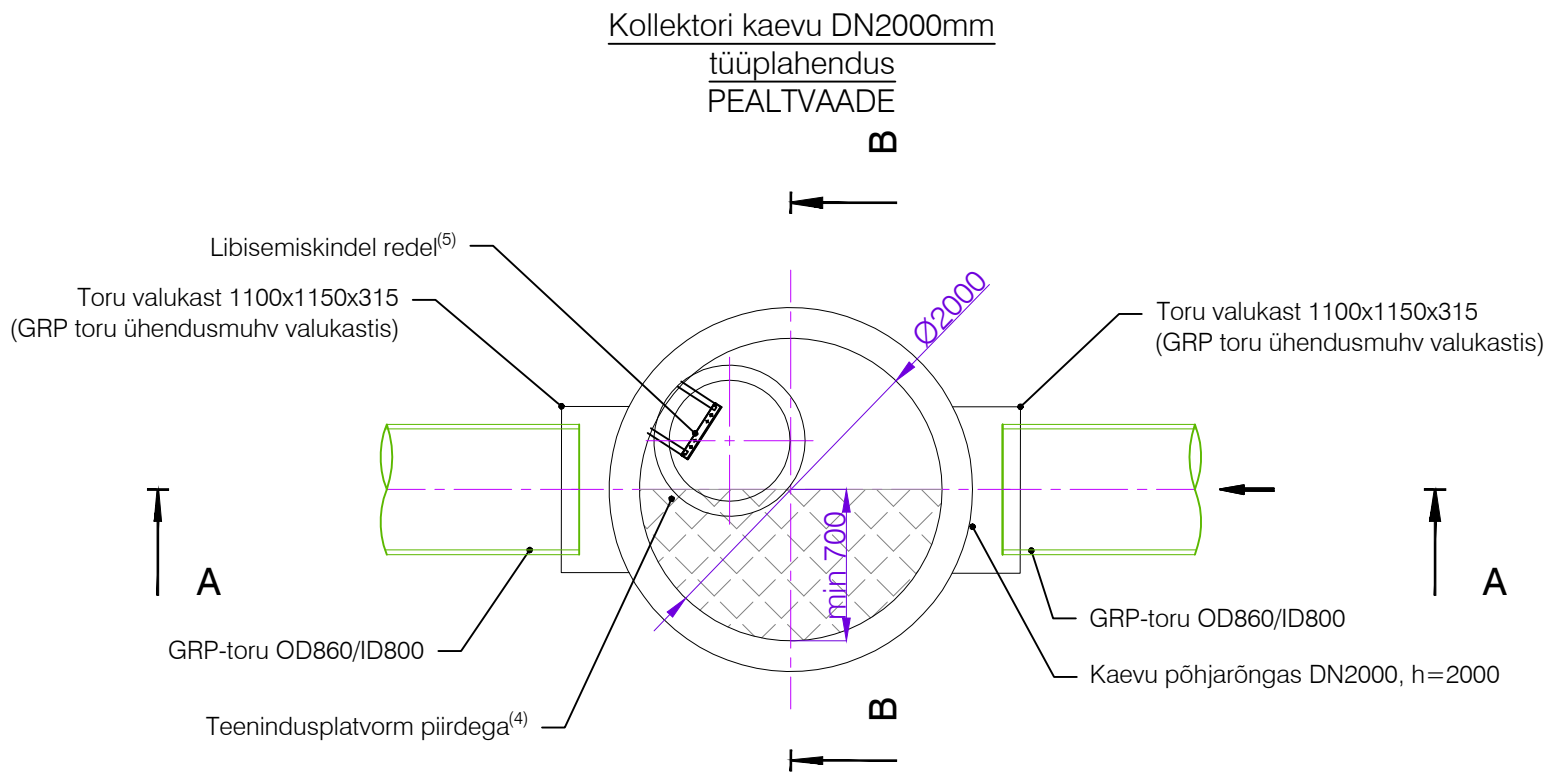 Kollektori kaevu DN2000mm
tüüplahendus
PEALTVAADE
B
Libisemiskindel redel(5)
Toru valukast 1100x1150x315
(GRP toru ühendusmuhv valukastis)
Ø2000
Toru valukast 1100x1150x315
(GRP toru ühendusmuhv valukastis)
min 700
A
A
GRP-toru OD860/ID800
GRP-toru OD860/ID800
Kaevu põhjarõngas DN2000, h=2000
Teenindusplatvorm piirdega(4)
B